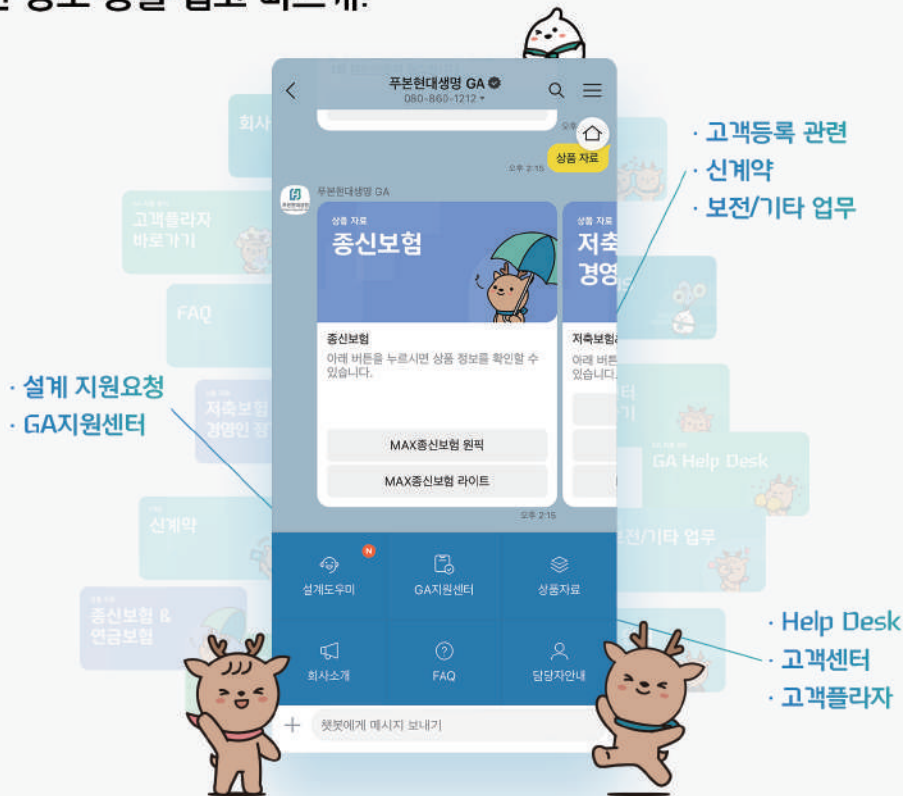 푸본현대생명 GA
080-860-1212
· 고객등록 관련
· 신계약
· 보전/기타 업무
회사
상품 자료
오후 2:15
푸본현대생명 GA
고객플라자
바로가기
상품 자료
종신보험
상품 자료
저축
경영
FAQ
종신보험
아래 버튼을 누르시면 상품 정보를 확인할 수
있습니다.
저축보험&
아래 버튼
있습니다.
· 설계 지원요청
· GA지원센터
저축보험
경영인 정
MAX종신보험 원픽
MAX종신보험 라이트
GA Help Desk
오후 2:15
신계약
보전/기타 업무
N
설계도우미
GA지원센터
상품자료
종신보험 &
연금보험
회사소개
FAQ
담당자안내
· Help Desk
· 고객센터
· 고객플라자
챗봇에게 메시지 보내기